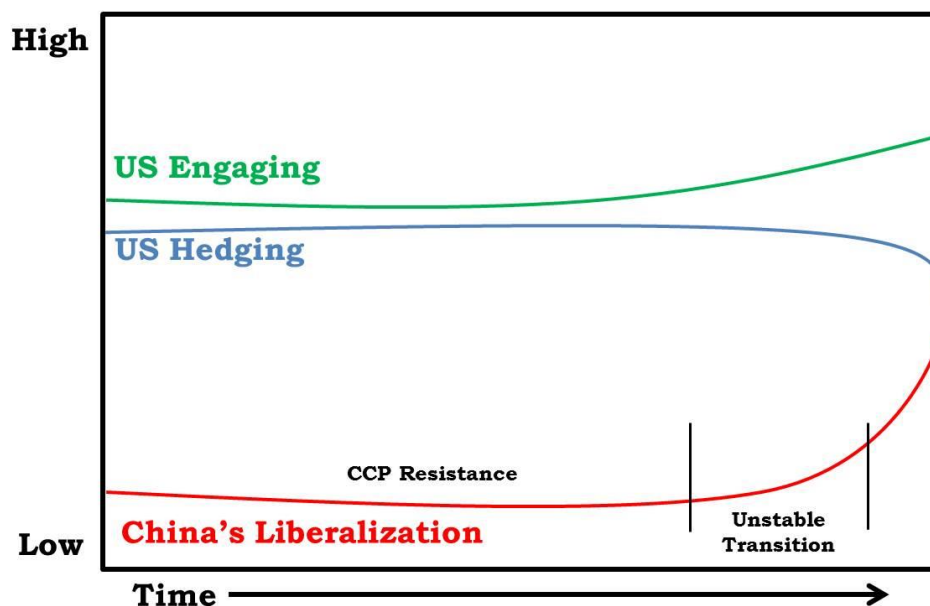 High
US Engaging
US Hedging
CCP Resistance
Unstable
Transition
China's Liberalization
Low
Time